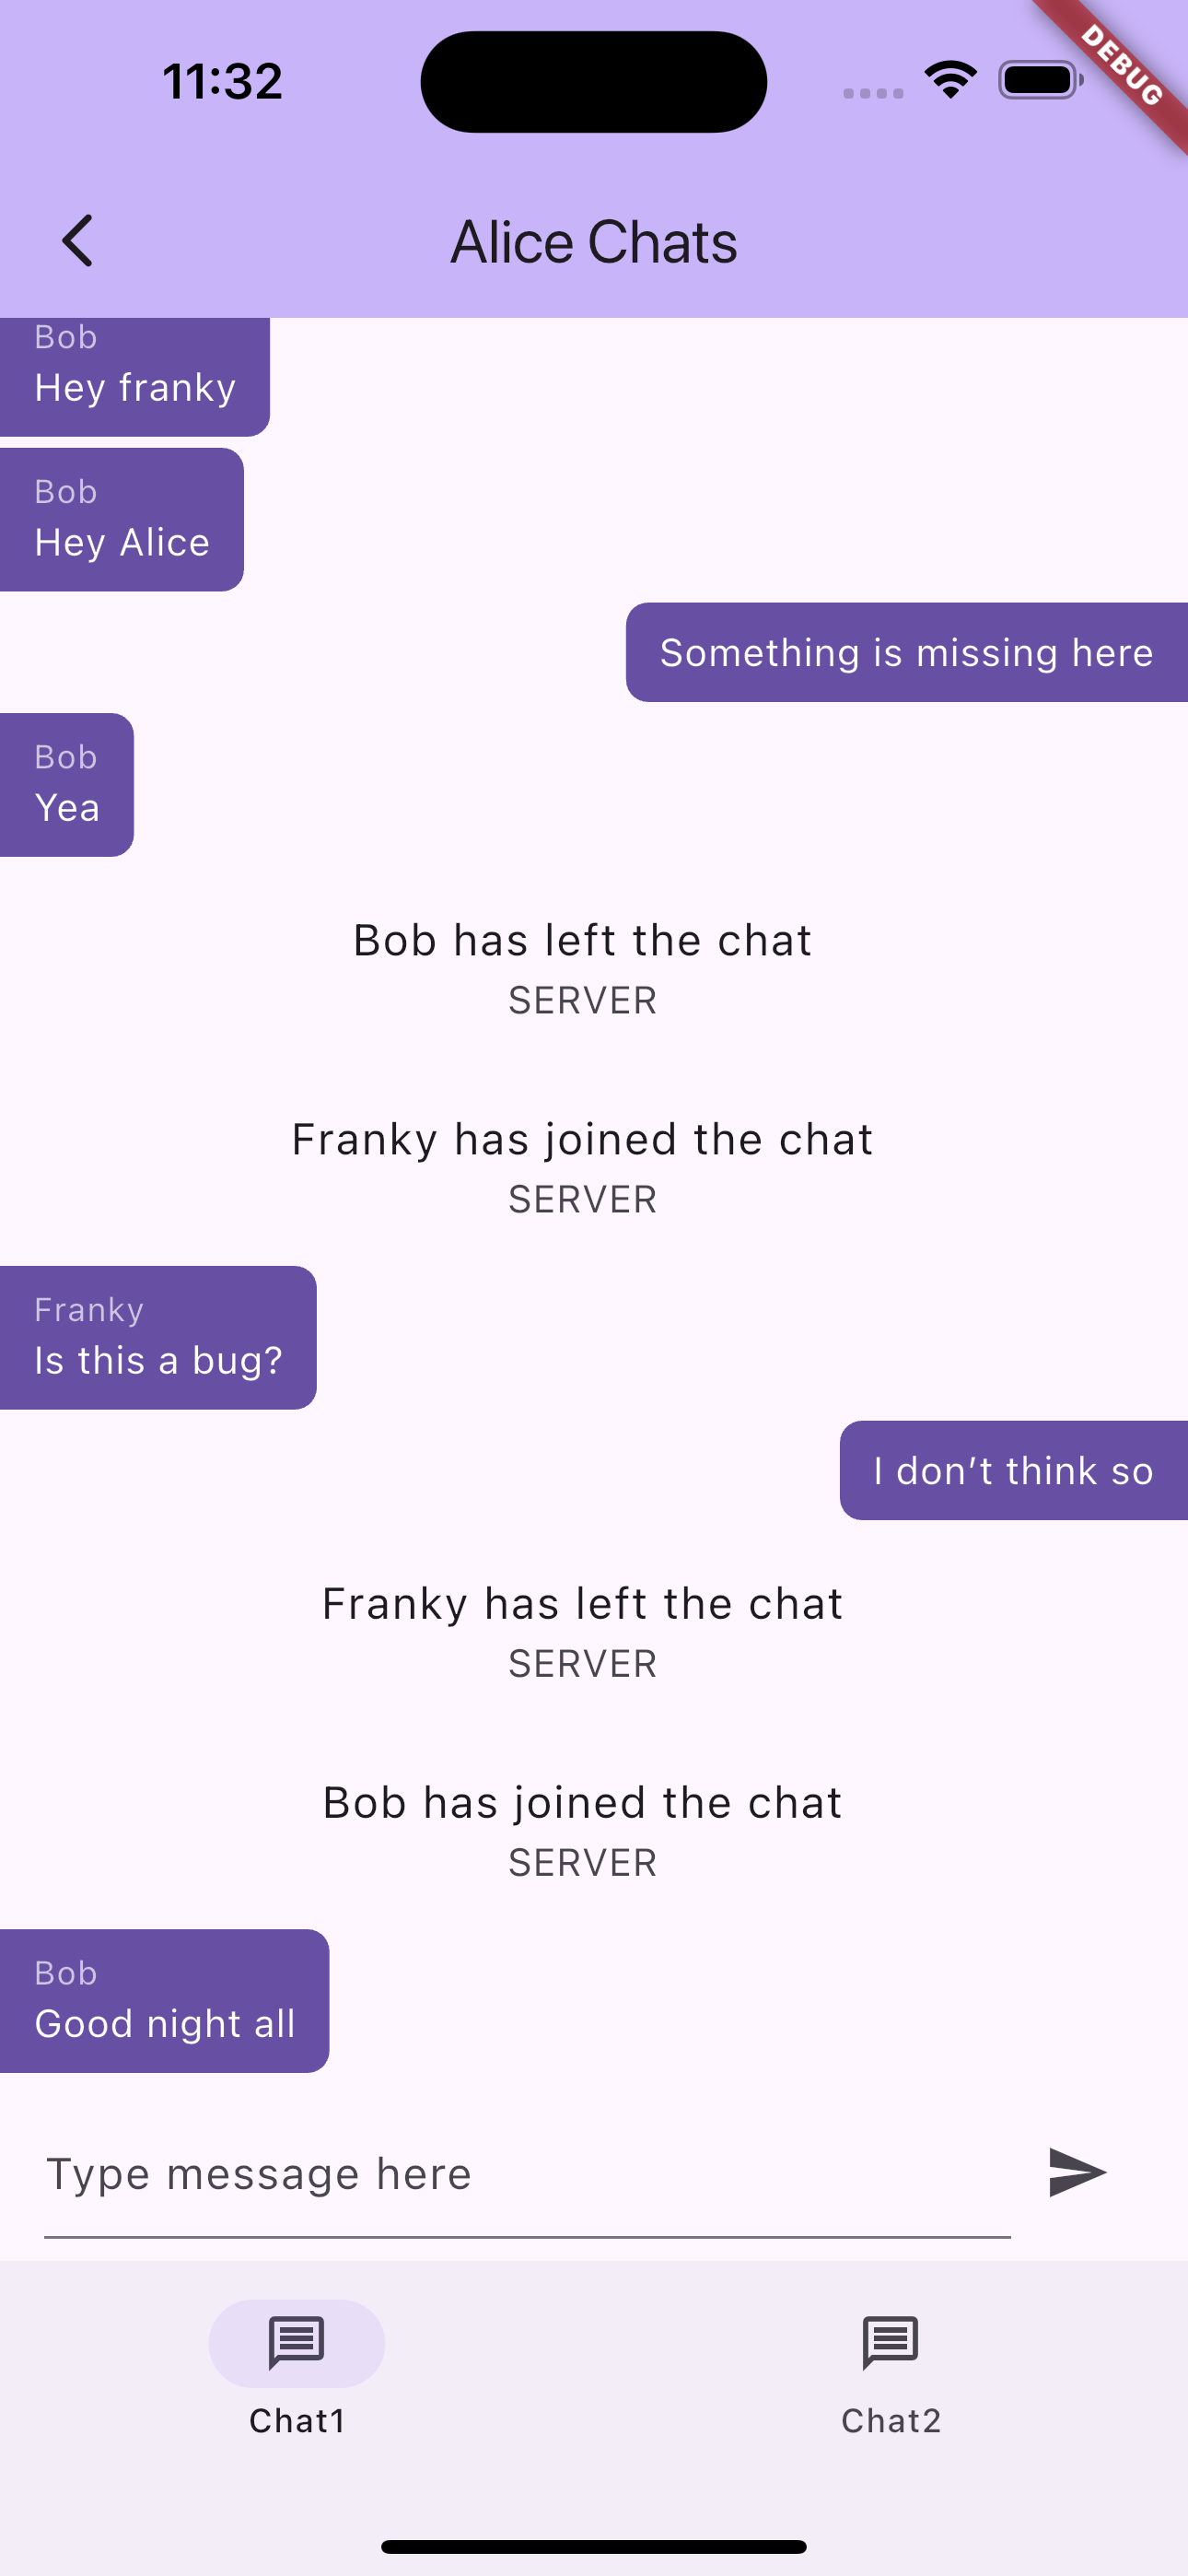 11:32
DEBUG
Alice Chats
Bob
Hey franky
Bob
Hey Alice
Something is missing here
Bob
Yea
Bob has left the chat
SERVER
Franky has joined the chat
SERVER
Franky
Is this a bug?
I don’t think so
Franky has left the chat
SERVER
Bob has joined the chat
SERVER
Bob
Good night all
Type message here
Chat1
Chat2